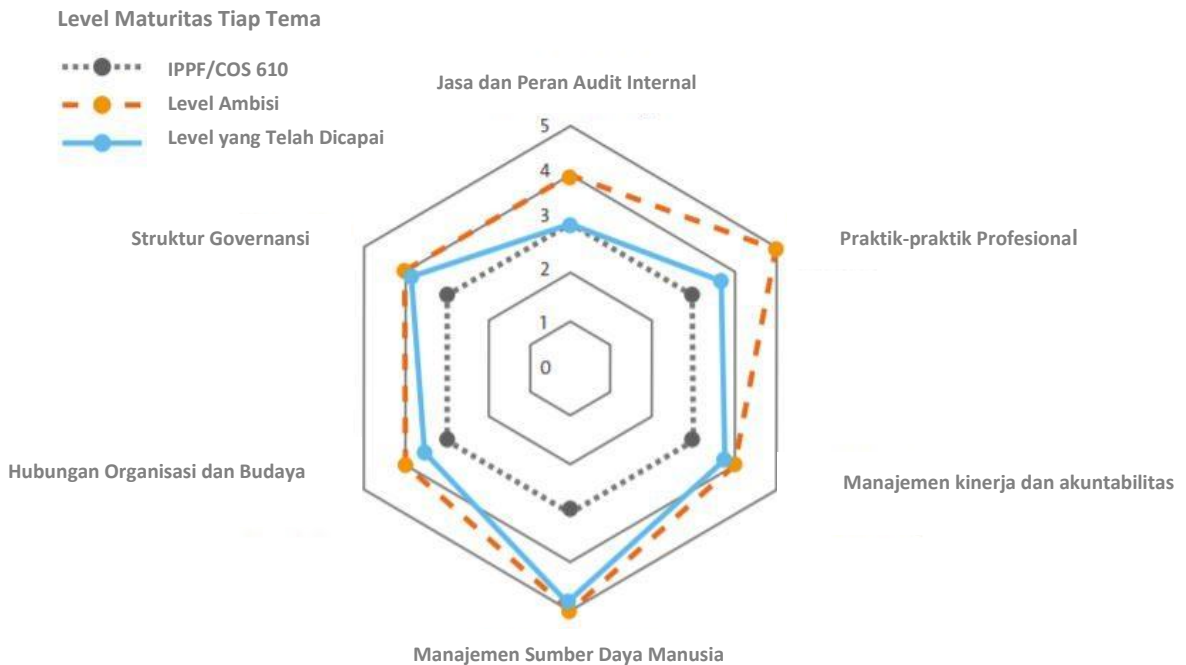 Level Maturitas Tiap Tema
IPPF/COS 610
Level Ambisi
Level yang Telah Dicapai
Jasa dan Peran Audit Internal
5
4
3
2
1
0
Struktur Governansi
Praktik-praktik Profesional
Hubungan Organisasi dan Budaya
Manajemen kinerja dan akuntabilitas
Manajemen Sumber Daya Manusia